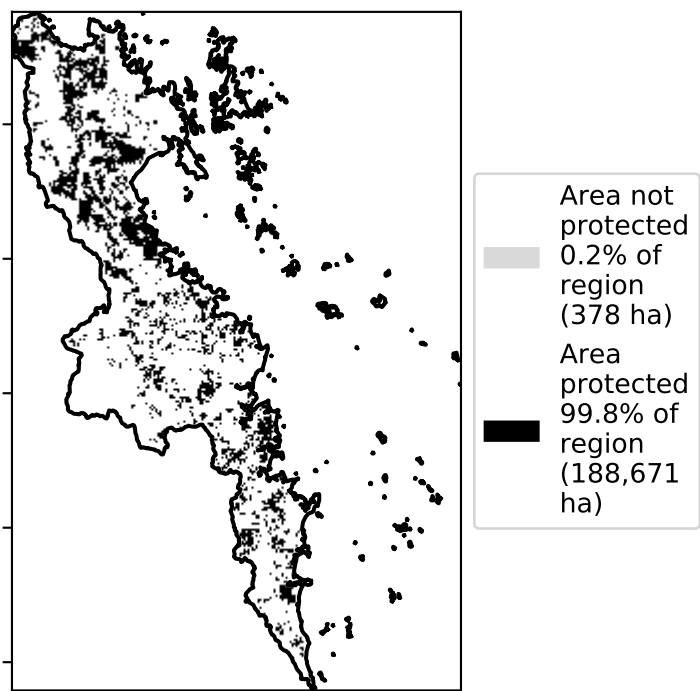 Area not
protected
0.2% of
region
(378 ha)
Area
protected
99.8% of
region
(188,671
ha)